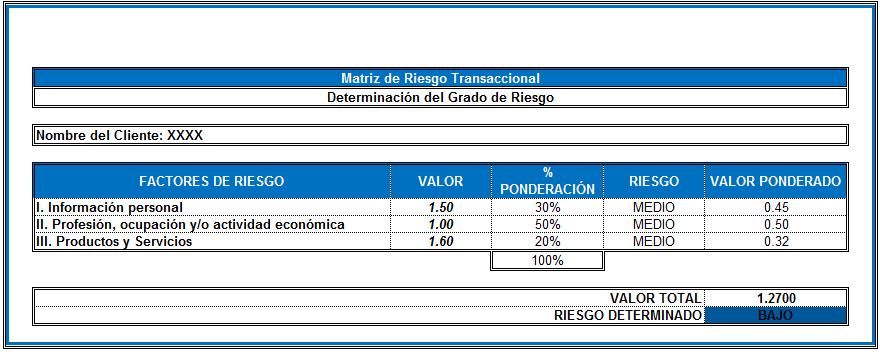 Matriz de Riesgo Transaccional
Determinación del Grado de Riesgo
Nombre del Cliente: XXXX
FACTORES DE RIESGO VALOR % PONDERACIÓN RIESGO VALOR PONDERADO
I. Información personal 1.50 30% MEDIO 0.45
II. Profesión, ocupación y/o actividad económica 1.00 50% MEDIO 0.50
III. Productos y Servicios 1.60 20% MEDIO 0.32
100%
VALOR TOTAL 1.2700
RIESGO DETERMINADO BAJO